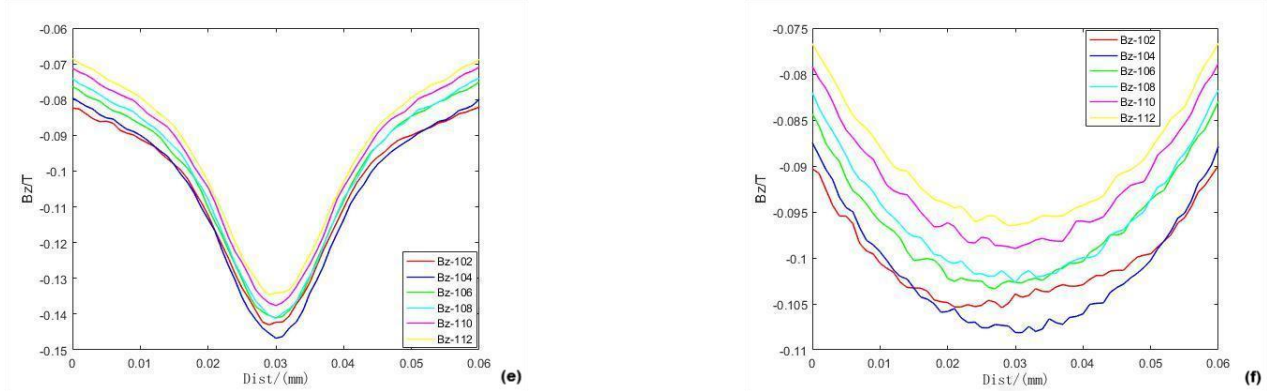 -0.06
-0.07
-0.08
-0.09
-0.1
-0.11
-0.12
-0.13
-0.14
-0.15
Bz/T
0 0.01 0.02 0.03 0.04 0.05 0.06
Dist/(mm)
Bz-102
Bz-104
Bz-106
Bz-108
Bz-110
Bz-112
(e)
-0.075
-0.08
-0.085
-0.09
-0.095
-0.1
-0.105
-0.11
Bz/T
0 0.01 0.02 0.03 0.04 0.05 0.06
Dist/(mm)
Bz-102
Bz-104
Bz-106
Bz-108
Bz-110
Bz-112
(f)